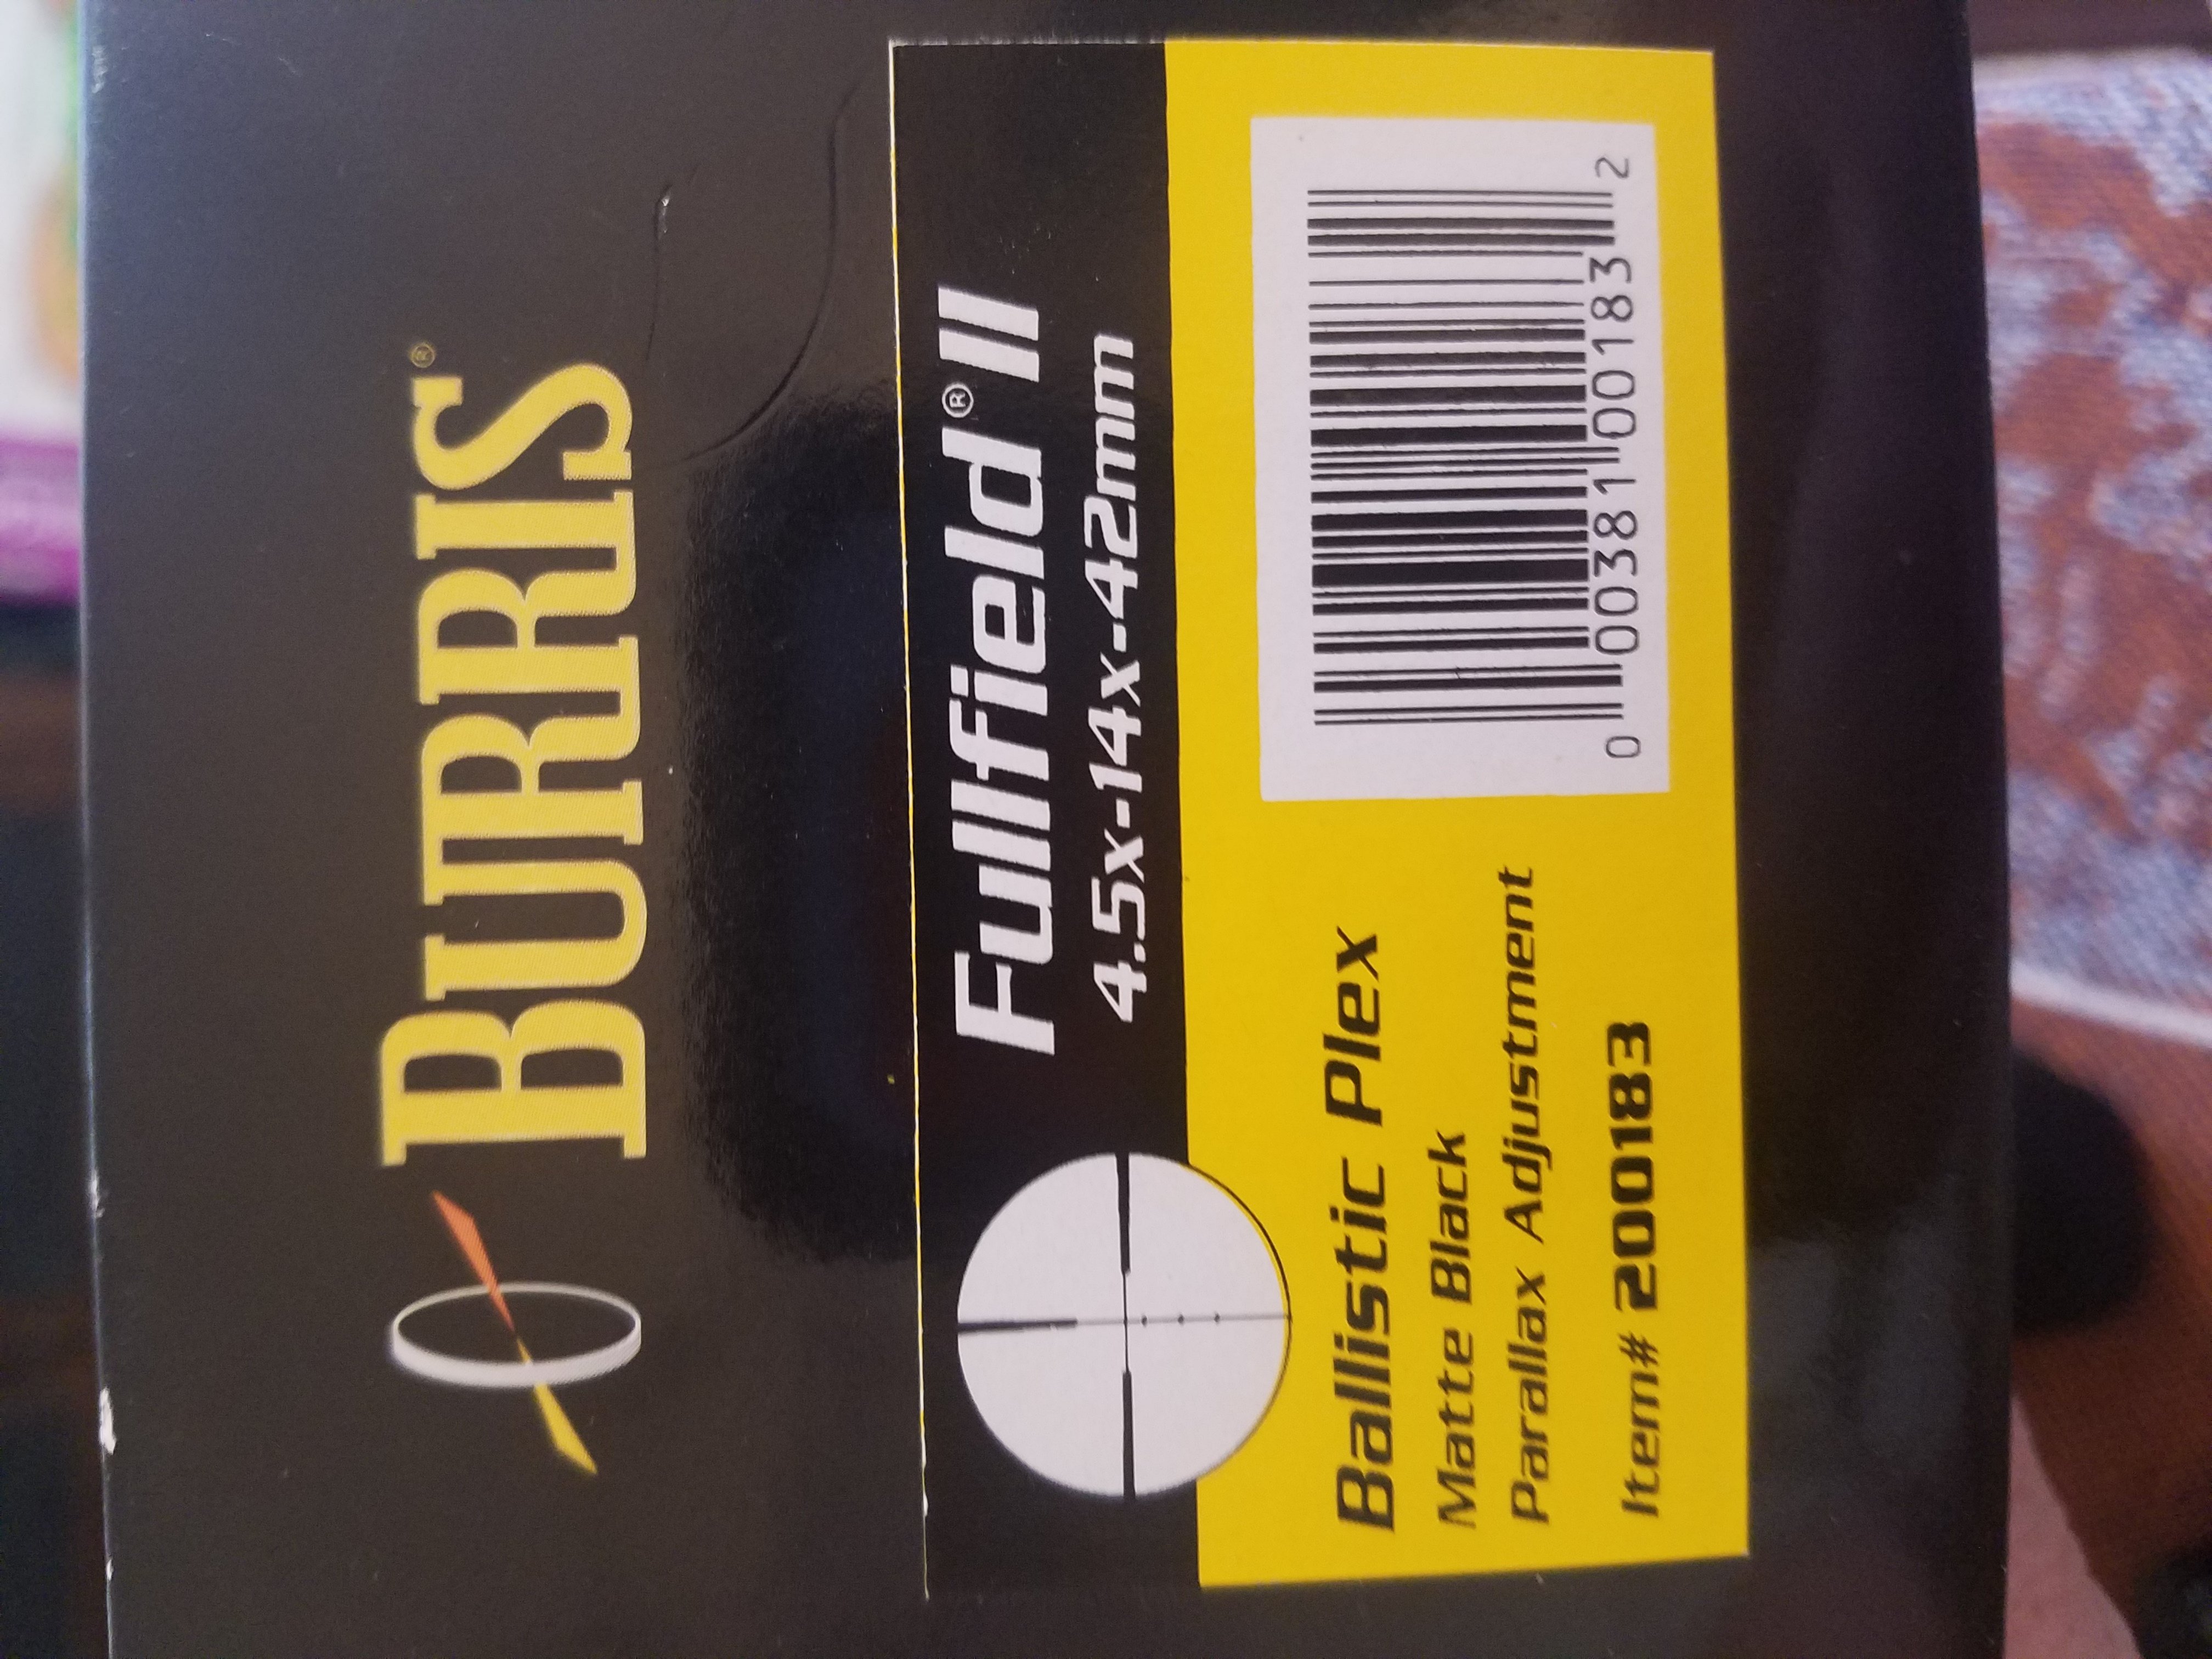 BURRIS®
Fullfield® II
4.5x-14x-42mm
Ballistic Plex
Matte Black
Parallax Adjustment
Item# 200183
0 00381 00183 2